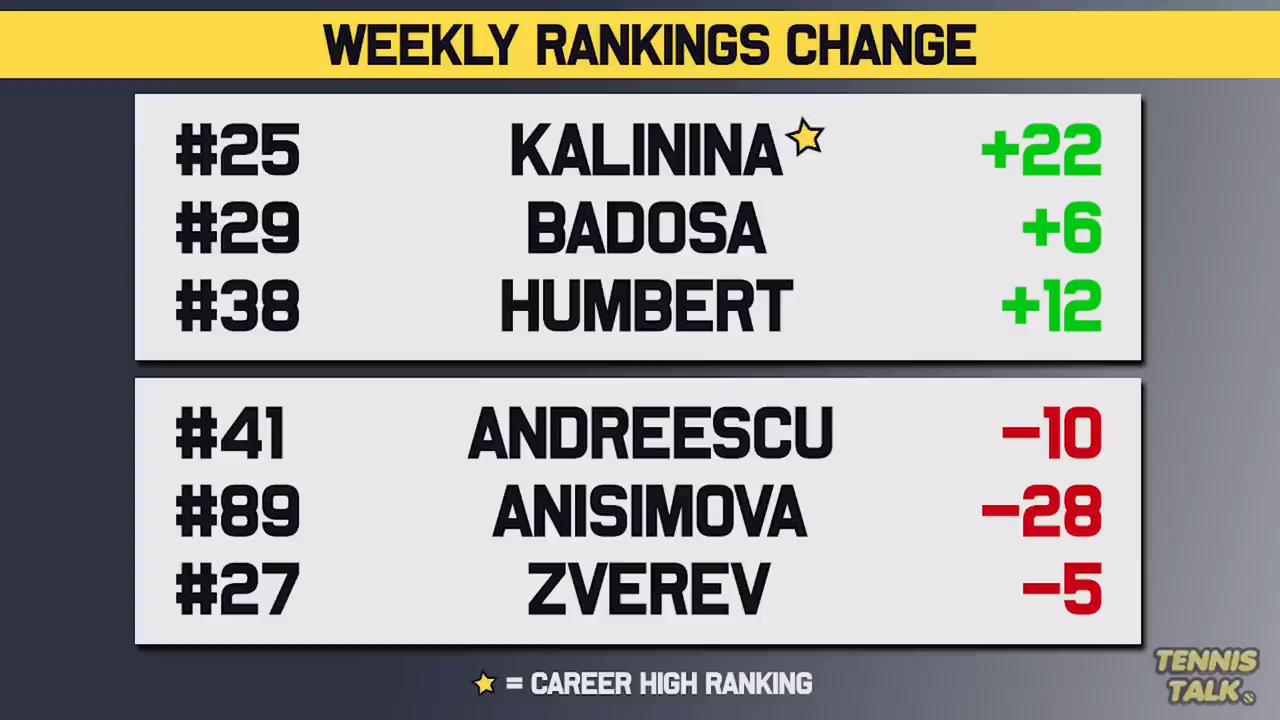 WEEKLY RANKINGS CHANGE
#25 KALININA +22
#29 BADOSA +6
#38 HUMBERT +12
#41 ANDREESCU -10
#89 ANISIMOVA -28
#27 ZVEREV -5
= CAREER HIGH RANKING
TENNIS
TALK